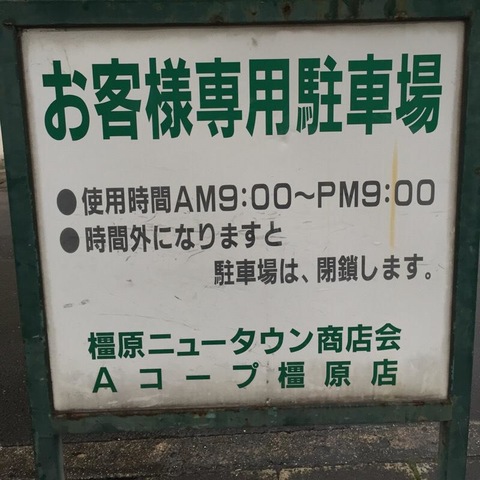 お客様専用駐車場
●使用時間AM9:00～PM9:00
●時間外になりますと
駐車場は、閉鎖します。
橿原ニュータウン商店会
Aコープ橿原店